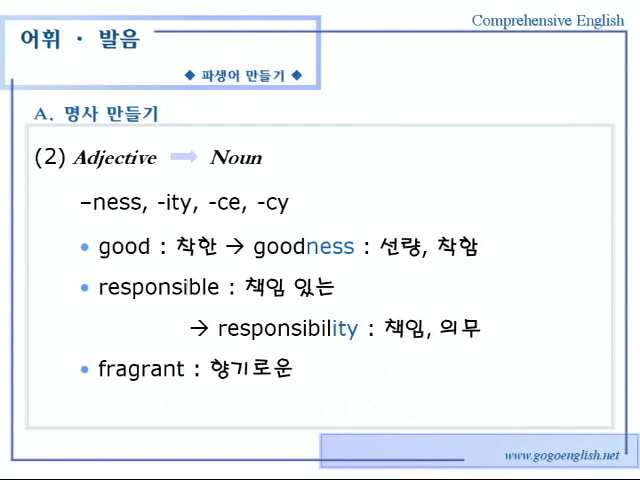 Comprehensive English
어휘 · 발음
◆ 파생어 만들기 ◆
A. 명사 만들기
(2) Adjective → Noun
–ness, -ity, -ce, -cy
• good : 착한 → goodness : 선량, 착함
• responsible : 책임 있는
→ responsibility : 책임, 의무
• fragrant : 향기로운
www.gogoenglish.net